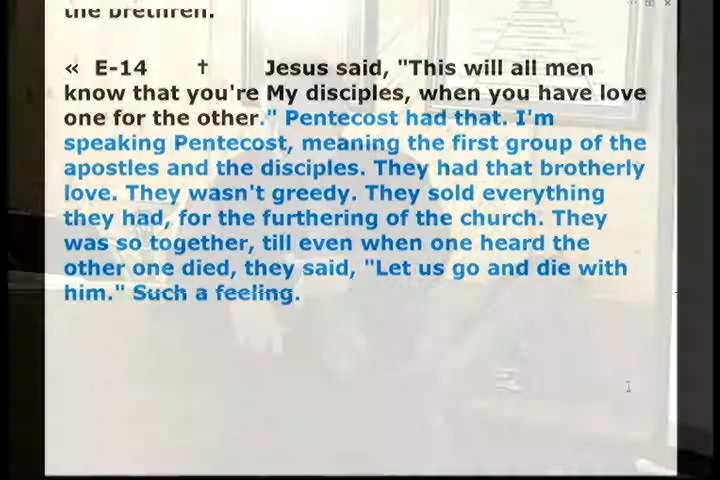 the brethren.
« E-14 † Jesus said, "This will all men
know that you're My disciples, when you have love
one for the other." Pentecost had that. I'm
speaking Pentecost, meaning the first group of the
apostles and the disciples. They had that brotherly
love. They wasn't greedy. They sold everything
they had, for the furthering of the church. They
was so together, till even when one heard the
other one died, they said, "Let us go and die with
him." Such a feeling.